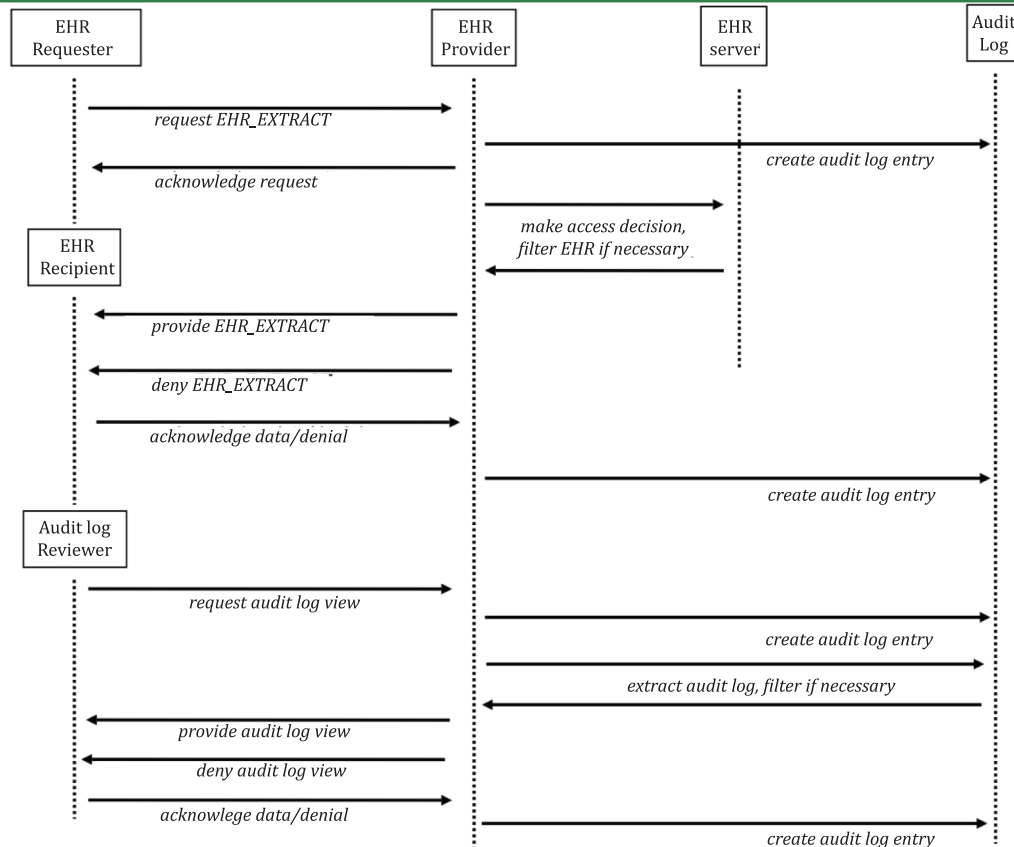 EHR
Requester
EHR
Provider
EHR
server
Audit
Log
request EHR_EXTRACT
create audit log entry
acknowledge request
make access decision,
filter EHR if necessary
EHR
Recipient
provide EHR_EXTRACT
deny EHR_EXTRACT
acknowledge data/denial
create audit log entry
Audit log
Reviewer
request audit log view
create audit log entry
extract audit log, filter if necessary
provide audit log view
deny audit log view
acknowlege data/denial
create audit log entry